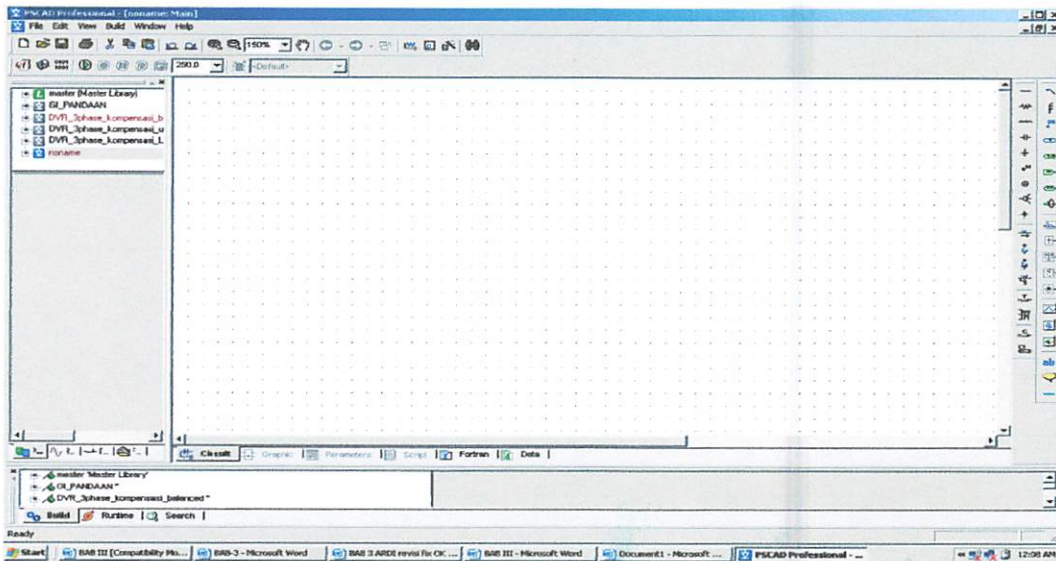 PSCAD Professional - [noname: Main]
File Edit View Build Window Help
150%
250.0 <Default>
master (Master Library)
GI_PANDAAN
DVR_3phase_kompensasi_b
DVR_3phase_kompensasi_u
DVR_3phase_kompensasi_L
noname
ab
Circuit Graphic Parameters Script Fortran Data
master 'Master Library'
GI_PANDAAN *
DVR_3phase_kompensasi_balenced *
Build Runtime Search
Ready
Start BAB III [Compatibility Mo... BAB-3 - Microsoft Word BAB 3 ARDI revisi fix OK ... BAB III - Microsoft Word Document1 - Microsoft ... PSCAD Professional - ... 12:08 AM